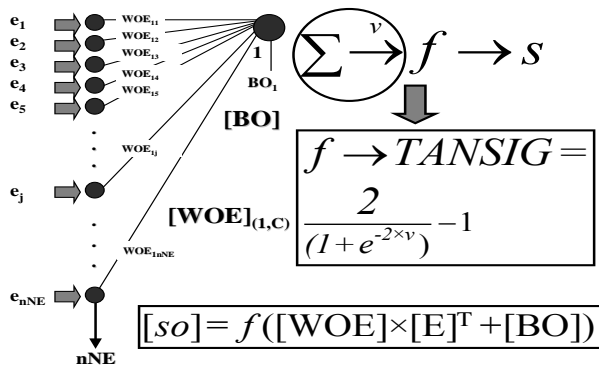 e₁ WOE₁₁
e₂ WOE₁₂
e₃ WOE₁₃
e₄ WOE₁₄
e₅ WOE₁₅
1
BO₁
[BO]
∑ v f → s
WOE₁ⱼ
eⱼ
f → TANSIG =
2
(1 + e^{-2×v}) −1
[WOE]₍₁,C₎
WOE₁ₙNE
eₙNE
nNE
[so] = f([WOE]×[E]ᵀ +[BO])